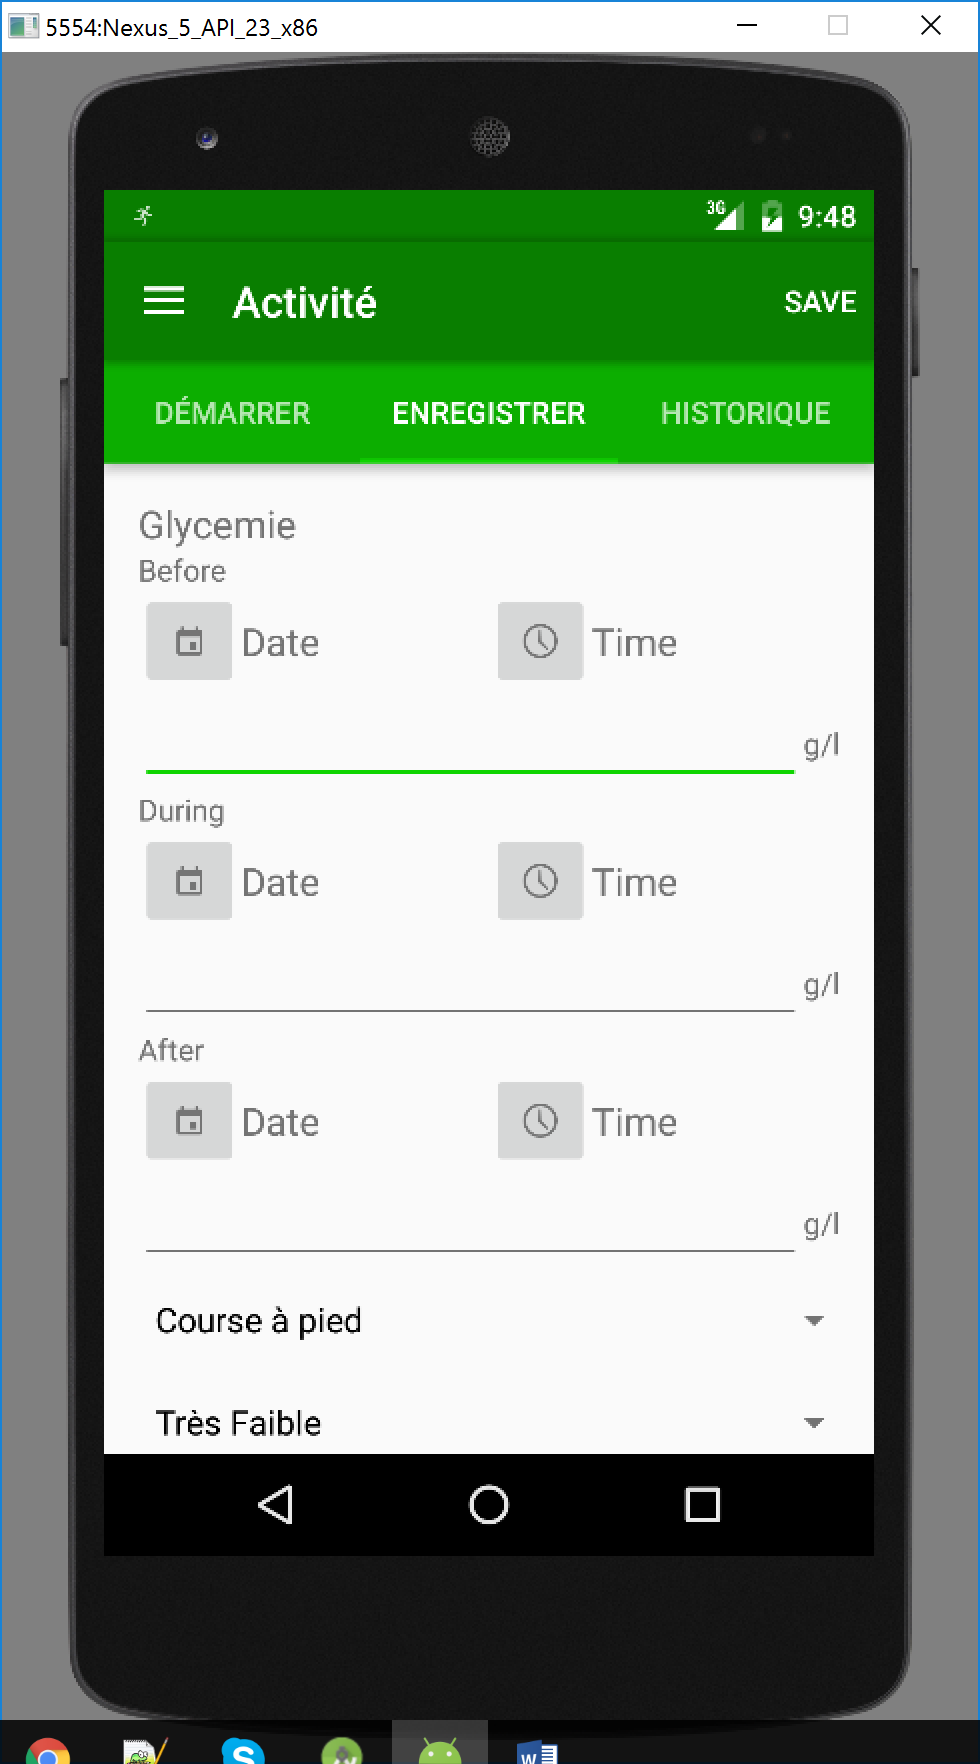 5554:Nexus_5_API_23_x86
3G 9:48
Activité SAVE
DÉMARRER ENREGISTRER HISTORIQUE
Glycemie
Before
Date Time
g/l
During
Date Time
g/l
After
Date Time
g/l
Course à pied
Très Faible
S W